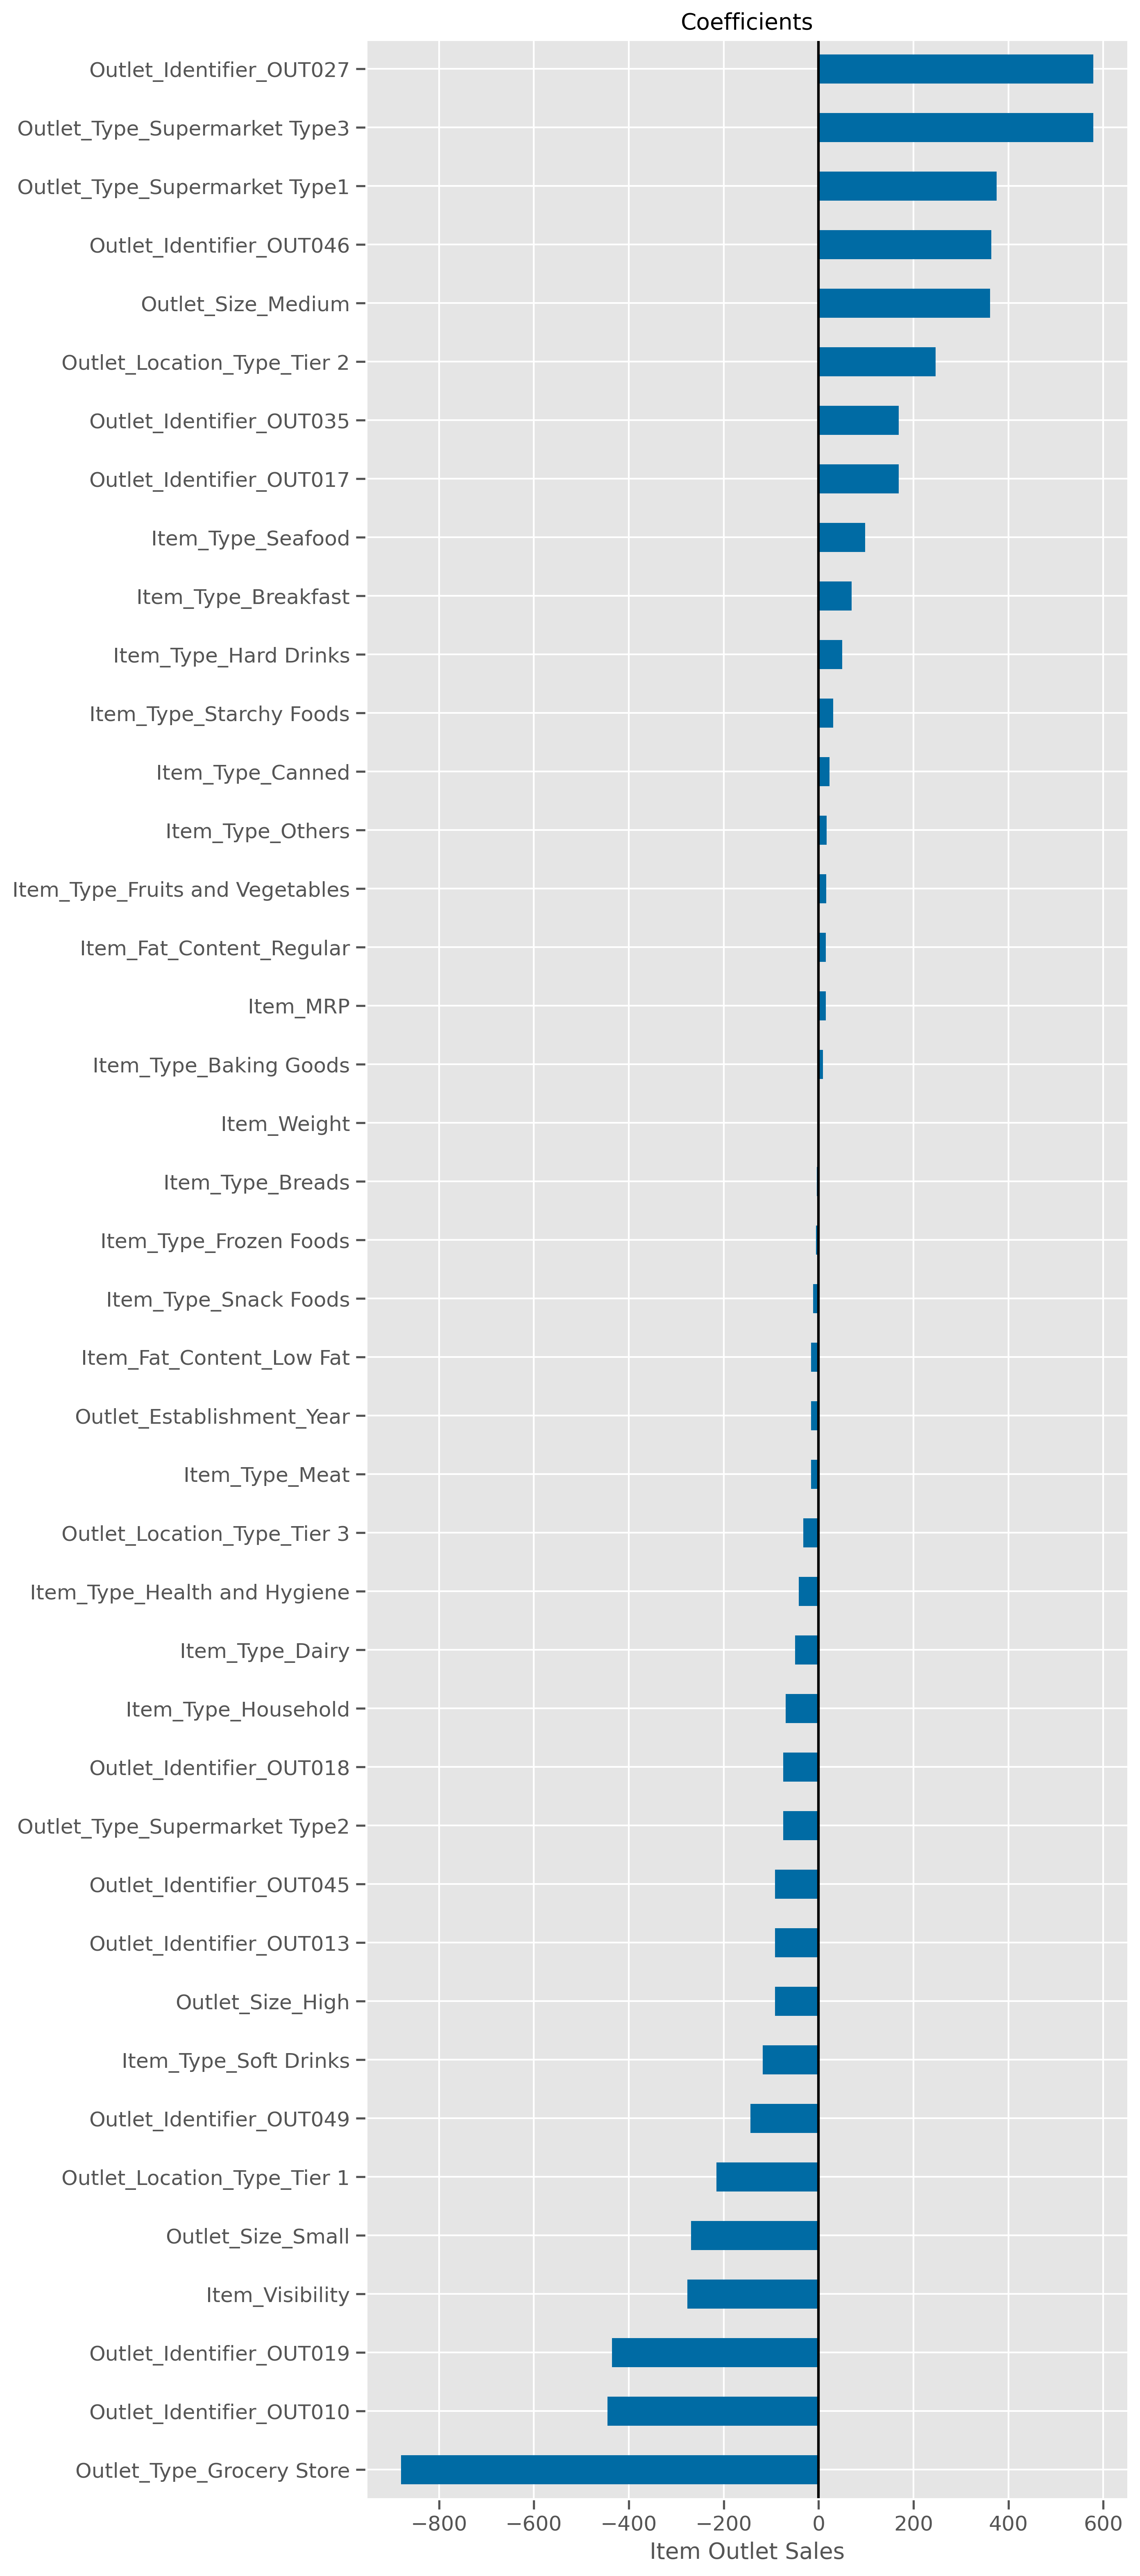 Coefficients
Outlet_Identifier_OUT027
Outlet_Type_Supermarket Type3
Outlet_Type_Supermarket Type1
Outlet_Identifier_OUT046
Outlet_Size_Medium
Outlet_Location_Type_Tier 2
Outlet_Identifier_OUT035
Outlet_Identifier_OUT017
Item_Type_Seafood
Item_Type_Breakfast
Item_Type_Hard Drinks
Item_Type_Starchy Foods
Item_Type_Canned
Item_Type_Others
Item_Type_Fruits and Vegetables
Item_Fat_Content_Regular
Item_MRP
Item_Type_Baking Goods
Item_Weight
Item_Type_Breads
Item_Type_Frozen Foods
Item_Type_Snack Foods
Item_Fat_Content_Low Fat
Outlet_Establishment_Year
Item_Type_Meat
Outlet_Location_Type_Tier 3
Item_Type_Health and Hygiene
Item_Type_Dairy
Item_Type_Household
Outlet_Identifier_OUT018
Outlet_Type_Supermarket Type2
Outlet_Identifier_OUT045
Outlet_Identifier_OUT013
Outlet_Size_High
Item_Type_Soft Drinks
Outlet_Identifier_OUT049
Outlet_Location_Type_Tier 1
Outlet_Size_Small
Item_Visibility
Outlet_Identifier_OUT019
Outlet_Identifier_OUT010
Outlet_Type_Grocery Store
−800 −600 −400 −200 0 200 400 600
Item Outlet Sales